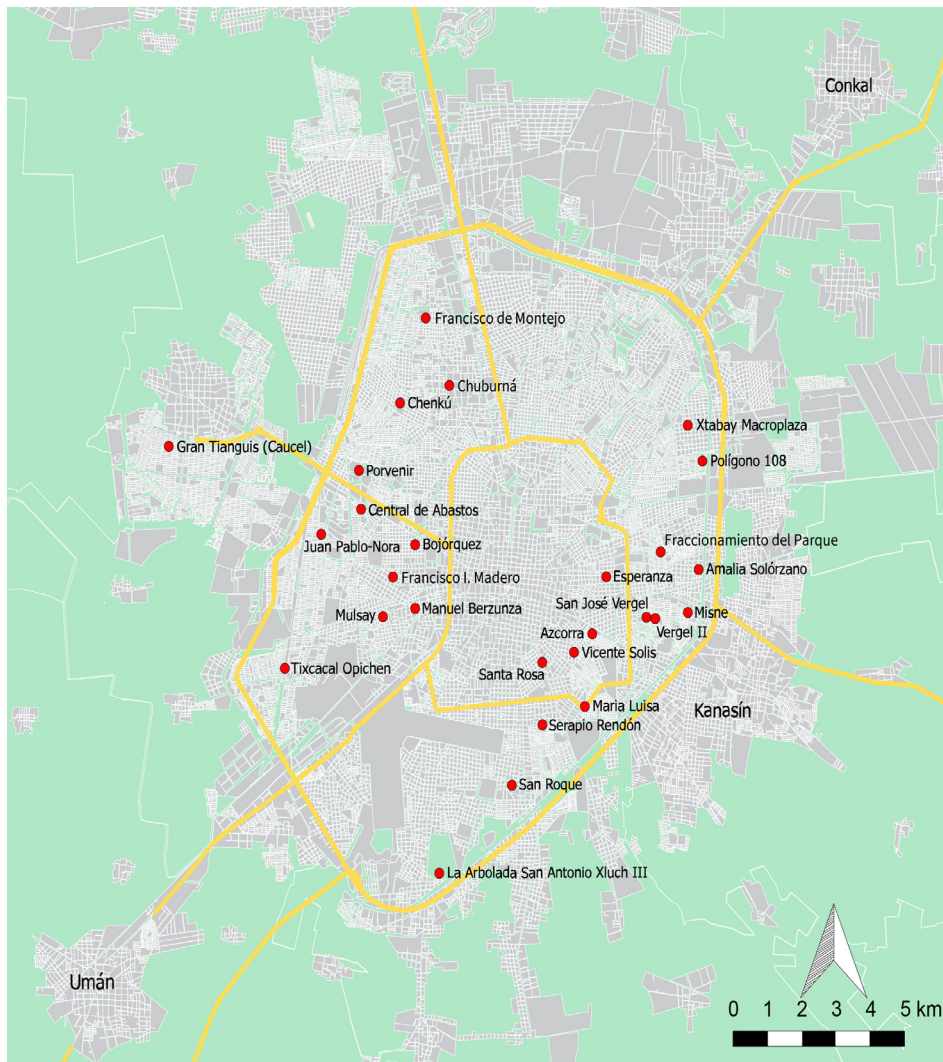 Conkal
Francisco de Montejo
Chuburná
Chenkú
Xtabay Macroplaza
Gran Tianguis (Caucel)
Polígono 108
Porvenir
Central de Abastos
Juan Pablo-Nora
Bojórquez
Fraccionamiento del Parque
Amalia Solórzano
Francisco I. Madero
Esperanza
San José Vergel
Manuel Berzunza
Misne
Mulsay
Vergel II
Azcorra
Vicente Solis
Santa Rosa
Tixcacal Opichen
Maria Luisa
Kanasín
Serapio Rendón
San Roque
La Arbolada San Antonio Xluch III
Umán
0 1 2 3 4 5 km